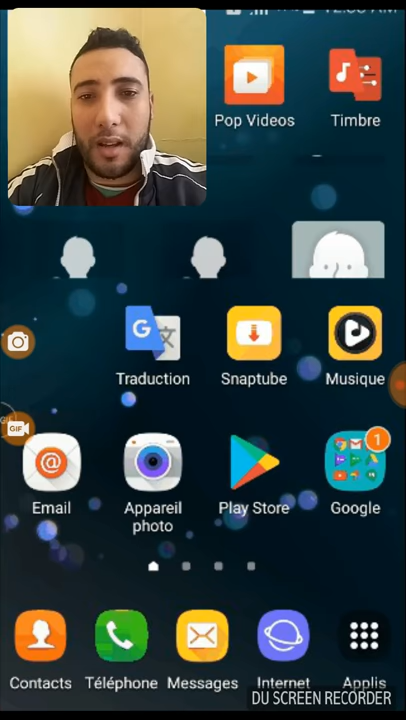 Pop Videos
Timbre
Traduction
Snaptube
Musique
GIF
1
Email
Appareil
photo
Play Store
Google
Contacts
Téléphone
Messages
Internet
Applis
DU SCREEN RECORDER